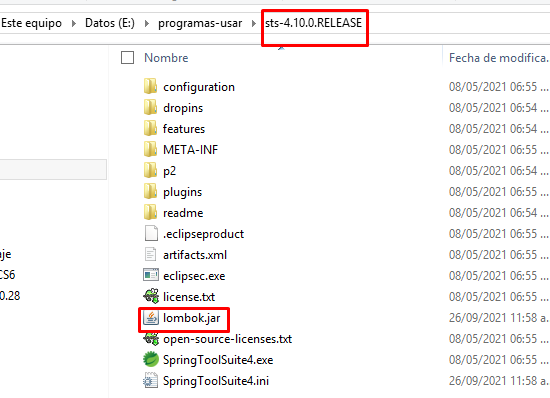 Este equipo > Datos (E:) > programas-usar > sts-4.10.0.RELEASE
Nombre Fecha de modifica...
configuration 08/05/2021 06:55 ...
dropins 08/05/2021 06:54 ...
features 08/05/2021 06:54 ...
META-INF 08/05/2021 06:55 ...
p2 08/05/2021 06:54 ...
plugins 08/05/2021 06:55 ...
readme 08/05/2021 06:54 ...
.eclipseproduct 08/05/2021 06:55 ...
aje artifacts.xml 08/05/2021 06:55 ...
CS6 eclipsec.exe 08/05/2021 06:55 ...
0.28 license.txt 08/05/2021 06:55 ...
lombok.jar 26/09/2021 11:58 a...
open-source-licenses.txt 08/05/2021 06:55 ...
SpringToolSuite4.exe 08/05/2021 06:55 ...
SpringToolSuite4.ini 26/09/2021 11:58 a...